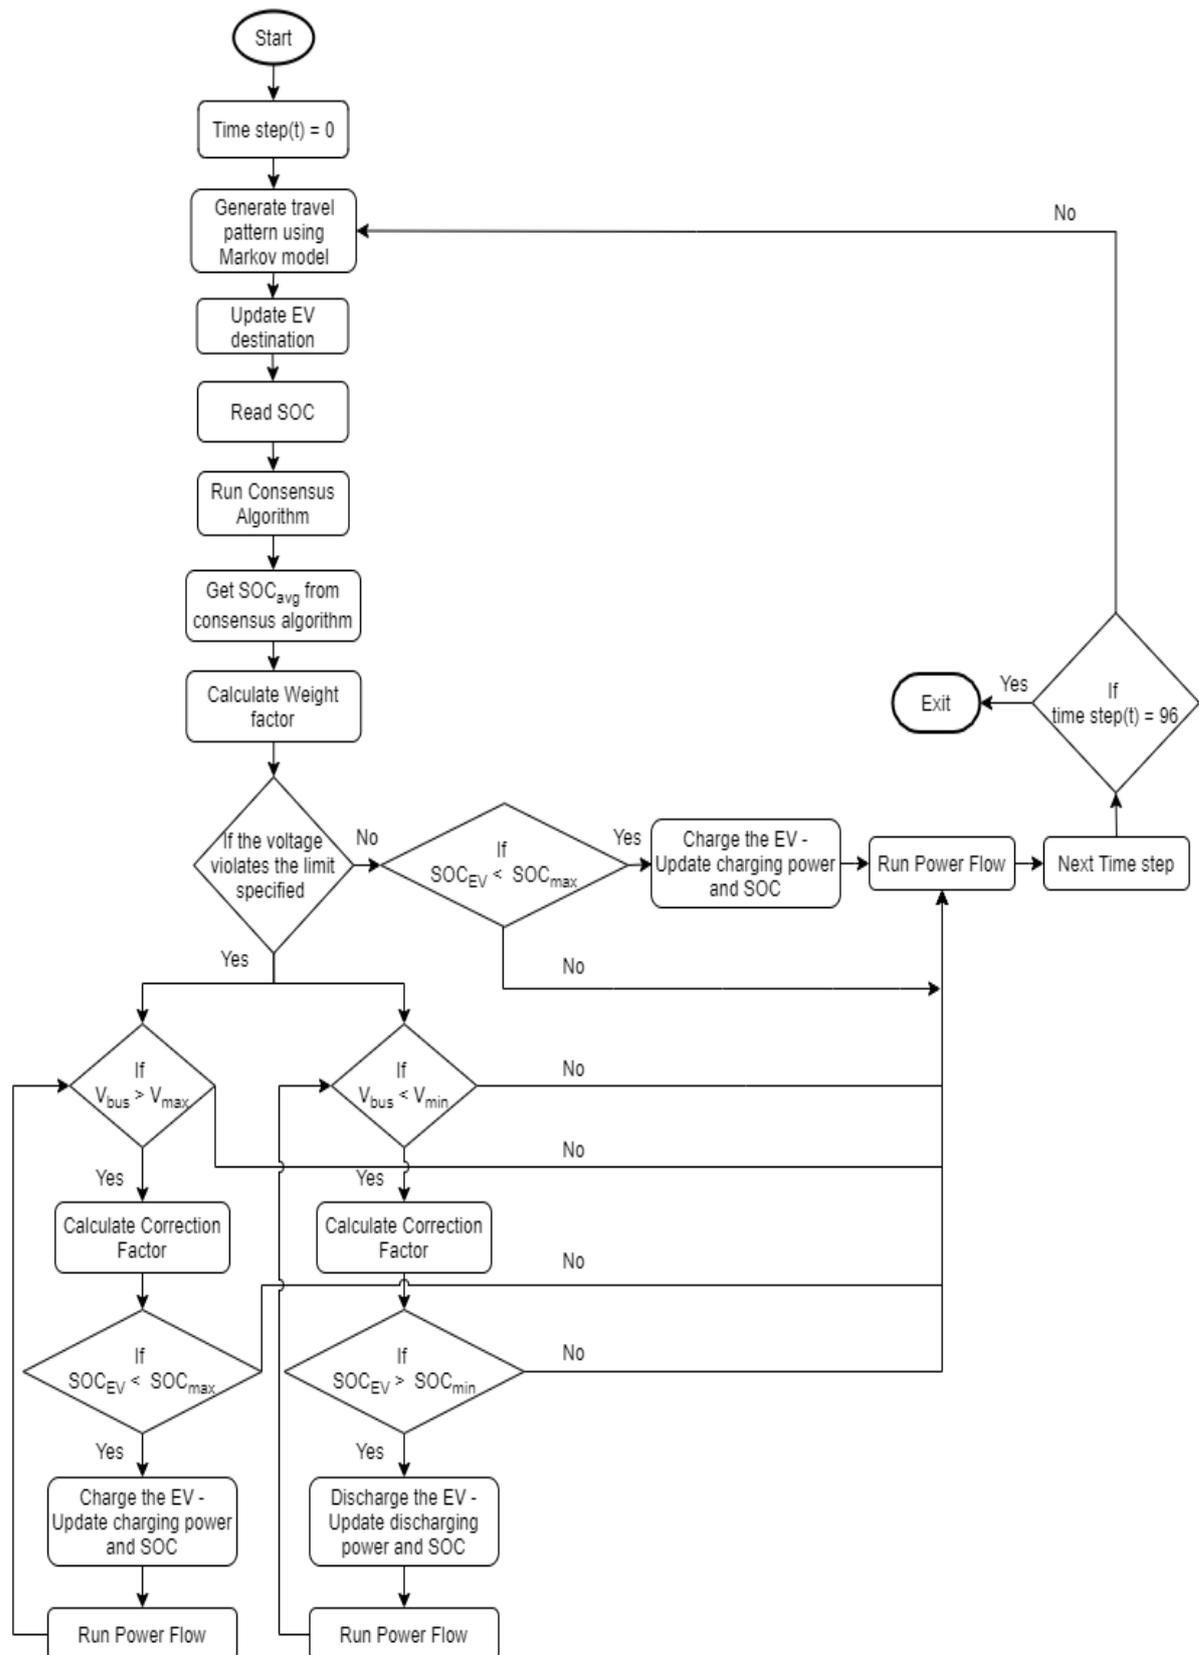 Start
Time step(t) = 0
Generate travel
pattern using
Markov model
No
Update EV
destination
Read SOC
Run Consensus
Algorithm
Get SOCavg from
consensus algorithm
Calculate Weight
factor
Exit
Yes
If
time step(t) = 96
If the voltage
violates the limit
specified
No
If
SOCEV < SOCmax
Yes
Charge the EV -
Update charging power
and SOC
Run Power Flow
Next Time step
Yes
No
If
Vbus > Vmax
If
Vbus < Vmin
No
No
Yes
Yes
Calculate Correction
Factor
Calculate Correction
Factor
No
If
SOCEV < SOCmax
If
SOCEV > SOCmin
No
Yes
Yes
Charge the EV -
Update charging power
and SOC
Discharge the EV -
Update discharging
power and SOC
Run Power Flow
Run Power Flow